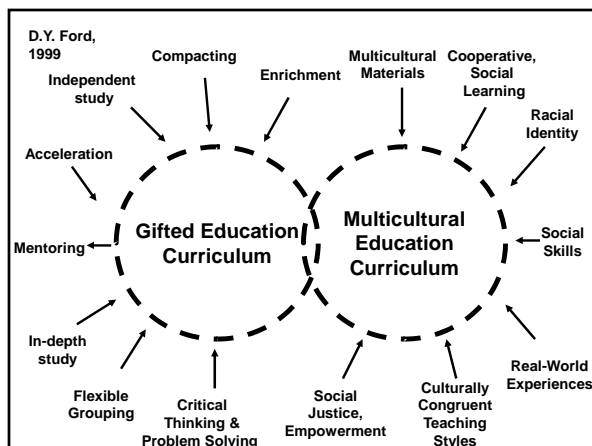 D.Y. Ford,
1999
Compacting
Independent
study
Enrichment
Acceleration
Mentoring
In-depth
study
Flexible
Grouping
Critical
Thinking &
Problem Solving
Gifted Education
Curriculum
Multicultural
Materials
Cooperative,
Social
Learning
Racial
Identity
Social
Skills
Real-World
Experiences
Culturally
Congruent
Teaching
Styles
Social
Justice,
Empowerment
Multicultural
Education
Curriculum